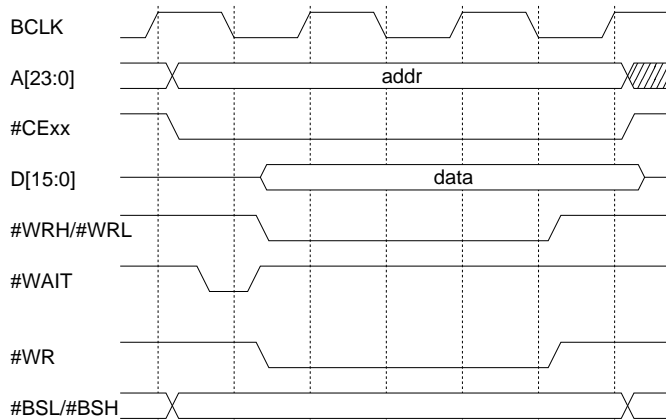 BCLK
A[23:0]
addr
#CExx
D[15:0]
data
#WRH/#WRL
#WAIT
#WR
#BSL/#BSH